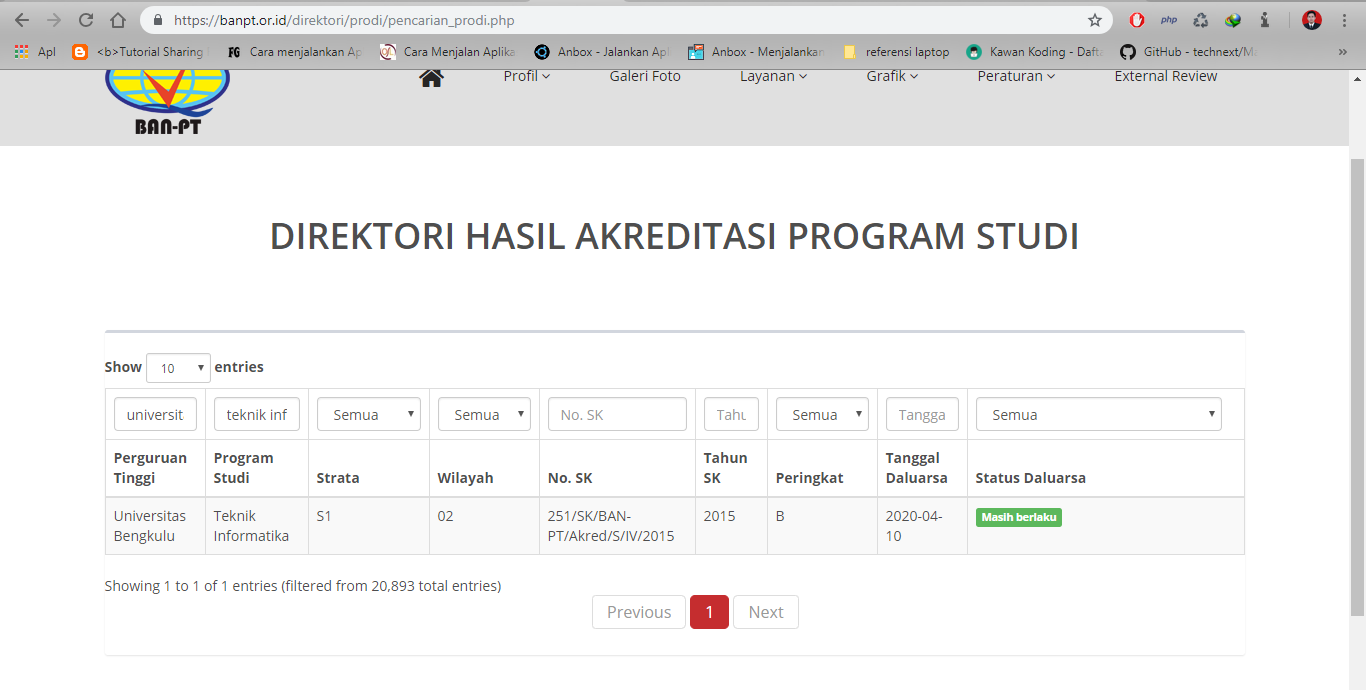 https://banpt.or.id/direktori/prodi/pencarian_prodi.php
php
Apl <b>Tutorial Sharing FG Cara menjalankan Ap Cara Menjalan Aplika Anbox - Jalankan Apl Anbox - Menjalankan referensi laptop Kawan Koding - Dafta GitHub - technext/Ma »
BAN-PT
Profil Galeri Foto Layanan Grafik Peraturan External Review
DIREKTORI HASIL AKREDITASI PROGRAM STUDI
Show 10 entries
universit teknik inf Semua Semua No. SK Tahu Semua Tangga Semua
Perguruan Tinggi
Program Studi
Strata
Wilayah
No. SK
Tahun SK
Peringkat
Tanggal Daluarsa
Status Daluarsa
Universitas Bengkulu
Teknik Informatika
S1
02
251/SK/BAN-
PT/Akred/S/IV/2015
2015
B
2020-04-
10
Masih berlaku
Showing 1 to 1 of 1 entries (filtered from 20,893 total entries)
Previous 1 Next